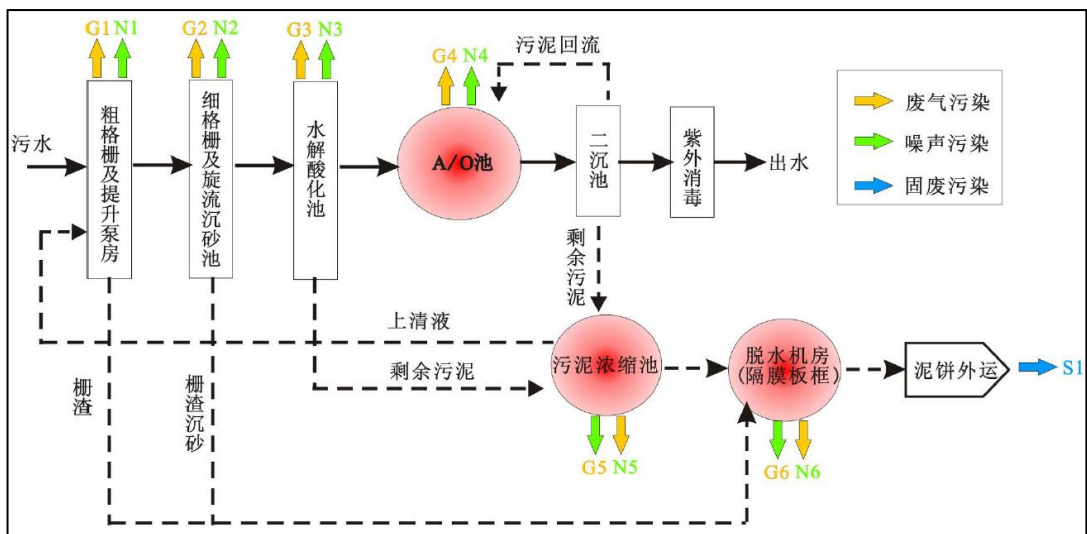 G1 N1
G2 N2
G3 N3
G4 N4
污泥回流
污水
粗格栅及提升泵房
细格栅及旋流沉砂池
水解酸化池
A/O池
二沉池
紫外消毒
出水
废气污染
噪声污染
固废污染
剩余污泥
上清液
剩余污泥
栅渣
栅渣沉砂
污泥浓缩池
脱水机房
(隔膜板框)
泥饼外运
S1
G5 N5
G6 N6